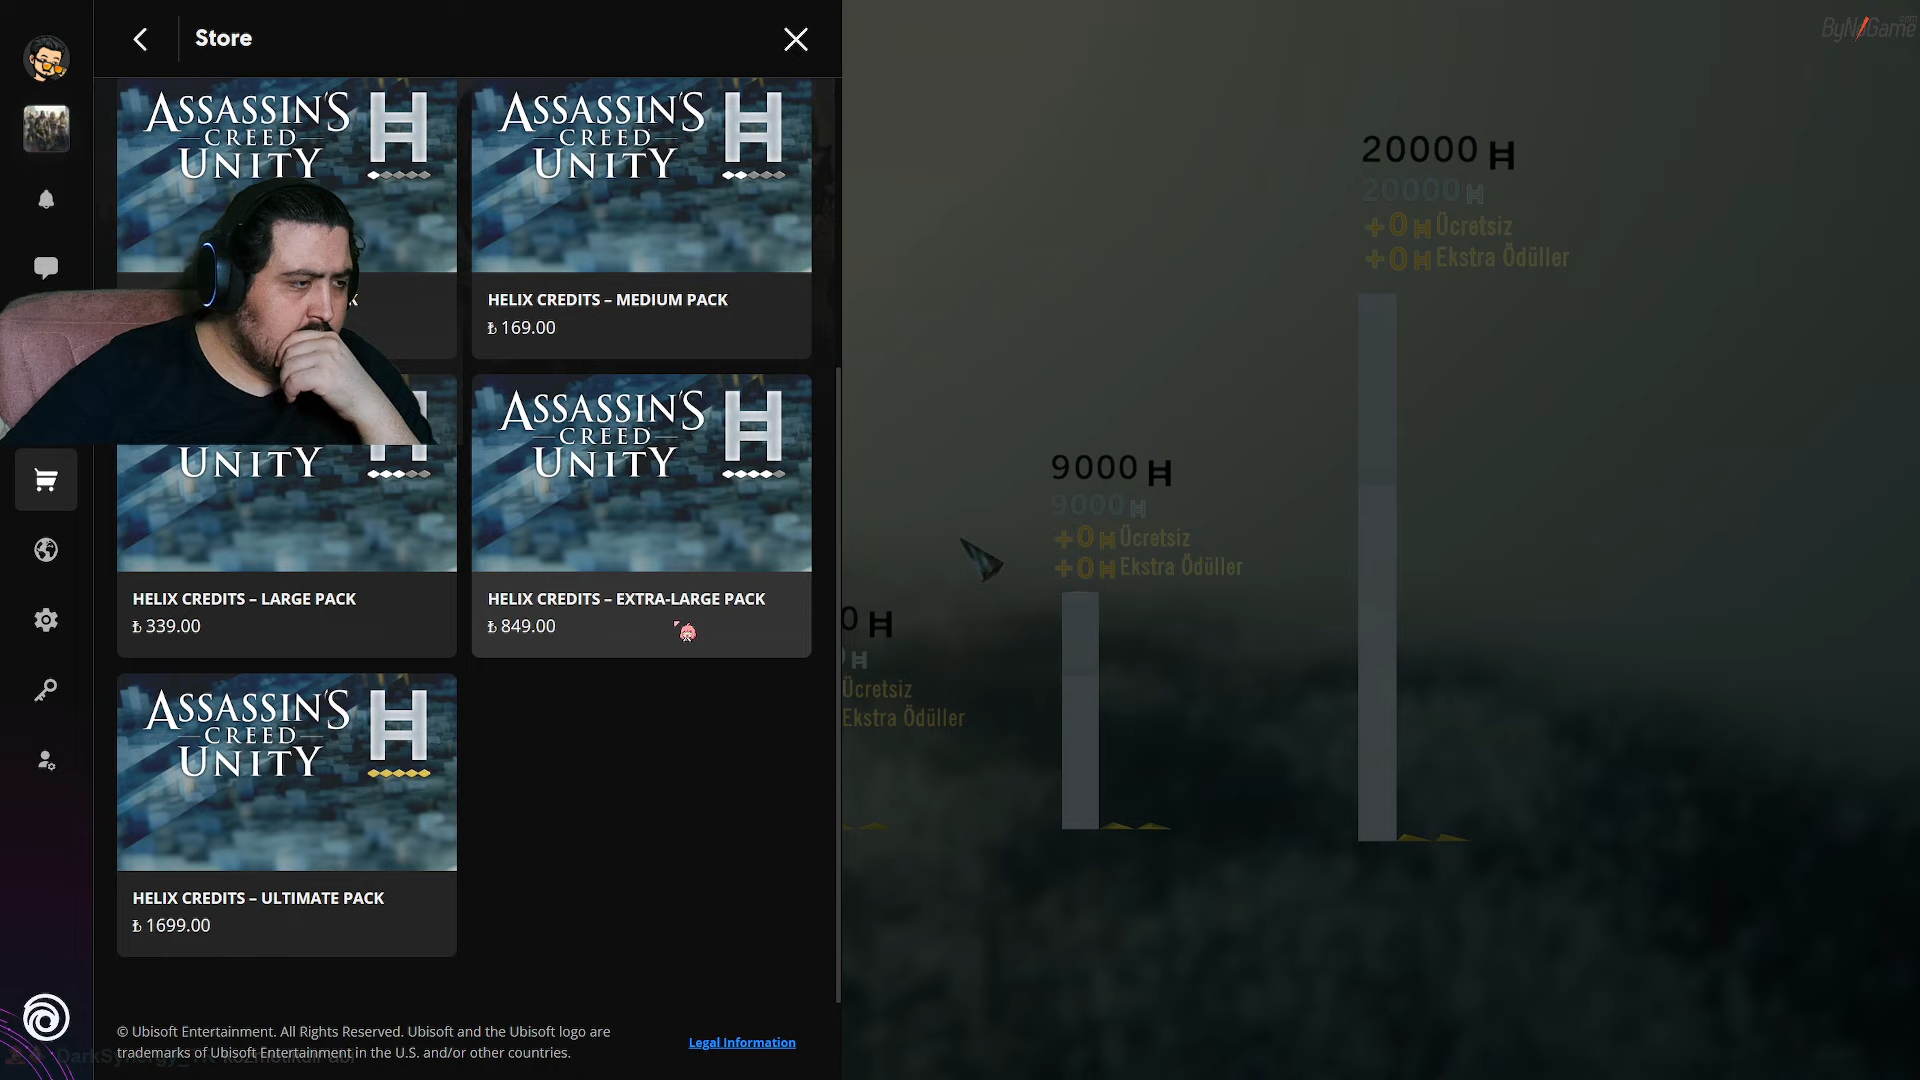 Store
ByNoGame
.com
ASSASSIN'S
CREED
UNITY
ASSASSIN'S
CREED
UNITY
HELIX CREDITS – MEDIUM PACK
₺ 169.00
UNITY
HELIX CREDITS – LARGE PACK
₺ 339.00
ASSASSIN'S
CREED
UNITY
HELIX CREDITS – EXTRA-LARGE PACK
₺ 849.00
ASSASSIN'S
CREED
UNITY
HELIX CREDITS – ULTIMATE PACK
₺ 1699.00
© Ubisoft Entertainment. All Rights Reserved. Ubisoft and the Ubisoft logo are
trademarks of Ubisoft Entertainment in the U.S. and/or other countries.
Legal Information
Ücretsiz
Ekstra Ödüller
9000 H
9000 H
+0 H Ücretsiz
+0 H Ekstra Ödüller
20000 H
20000 H
+0 H Ücretsiz
+0 H Ekstra Ödüller